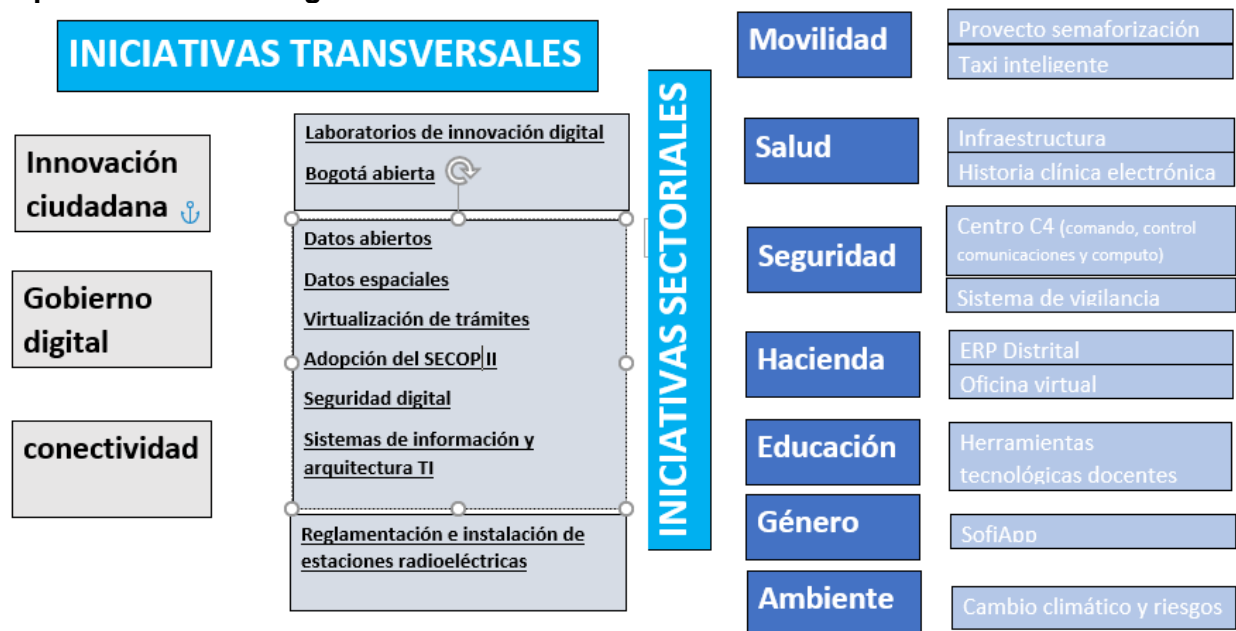 INICIATIVAS TRANSVERSALES
Innovación
ciudadana
Gobierno
digital
conectividad
Laboratorios de innovación digital
Bogotá abierta
Datos abiertos
Datos espaciales
Virtualización de trámites
Adopción del SECOP II
Seguridad digital
Sistemas de información y
arquitectura TI
Reglamentación e instalación de
estaciones radioeléctricas
INICIATIVAS SECTORIALES
Movilidad
Proyecto semaforización
Taxi inteligente
Salud
Infraestructura
Historia clínica electrónica
Seguridad
Centro C4 (comando, control
comunicaciones y computo)
Sistema de vigilancia
Hacienda
ERP Distrital
Oficina virtual
Educación
Herramientas
tecnológicas docentes
Género
SofiApp
Ambiente
Cambio climático y riesgos